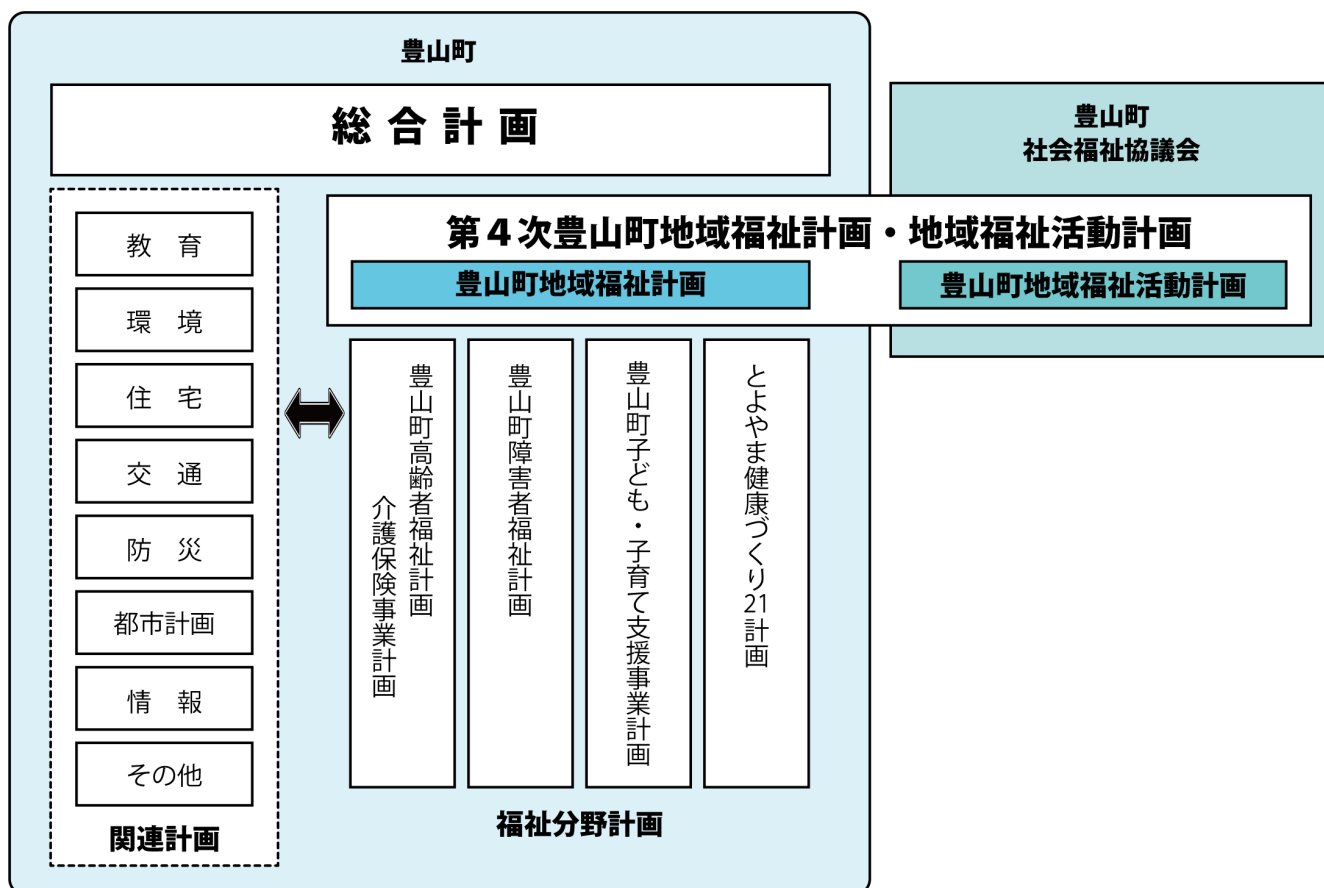 豊山町
総合計画
豊山町
社会福祉協議会
第４次豊山町地域福祉計画・地域福祉活動計画
豊山町地域福祉計画
豊山町地域福祉活動計画
教　育
環　境
住　宅
交　通
防　災
都市計画
情　報
その他
関連計画
豊山町高齢者福祉計画
介護保険事業計画
豊山町障害者福祉計画
豊山町子ども・子育て支援事業計画
とよやま健康づくり21計画
福祉分野計画